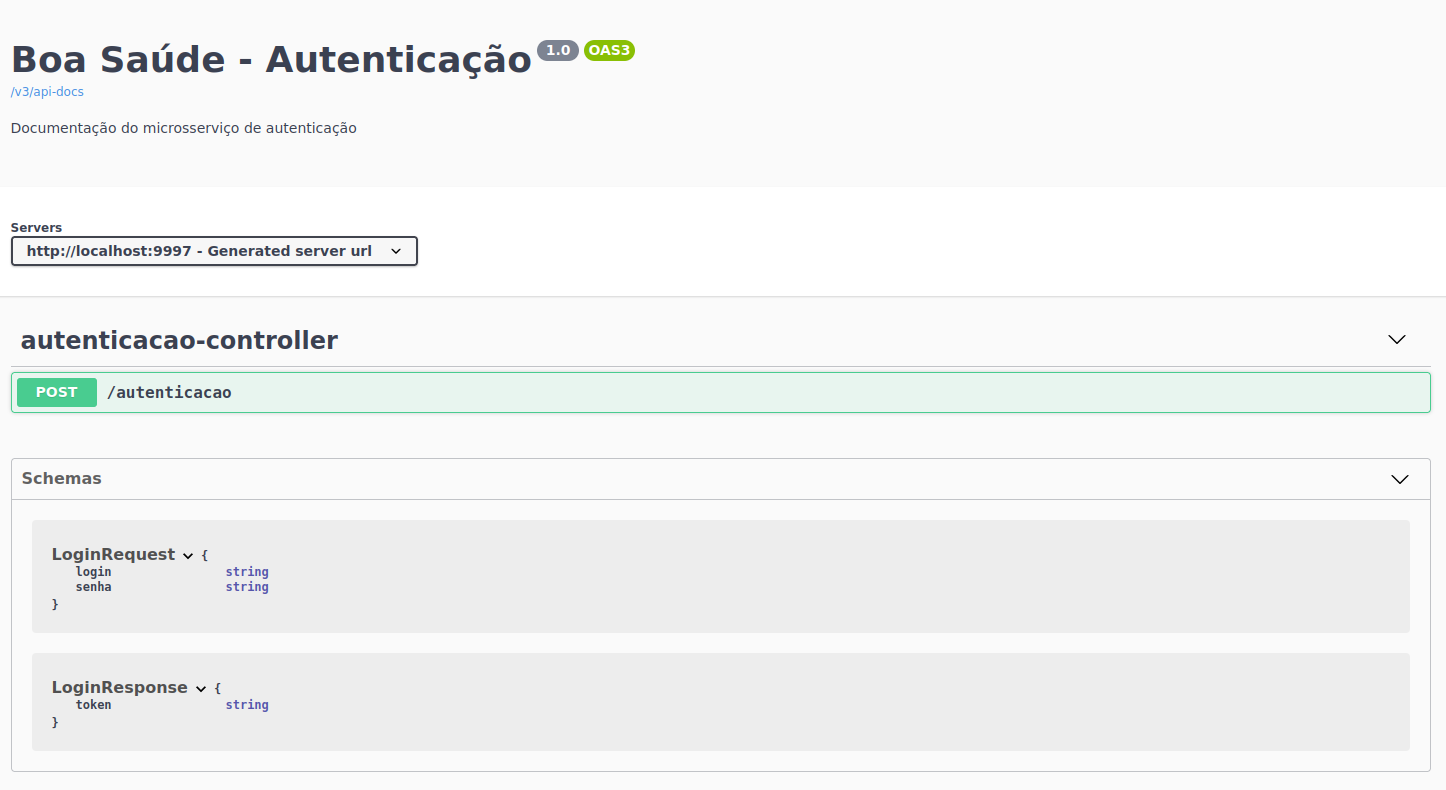 Boa Saúde - Autenticação 1.0 OAS3
/v3/api-docs
Documentação do microsserviço de autenticação
Servers
http://localhost:9997 - Generated server url
autenticacao-controller
POST /autenticacao
Schemas
LoginRequest {
login string
senha string
}
LoginResponse {
token string
}